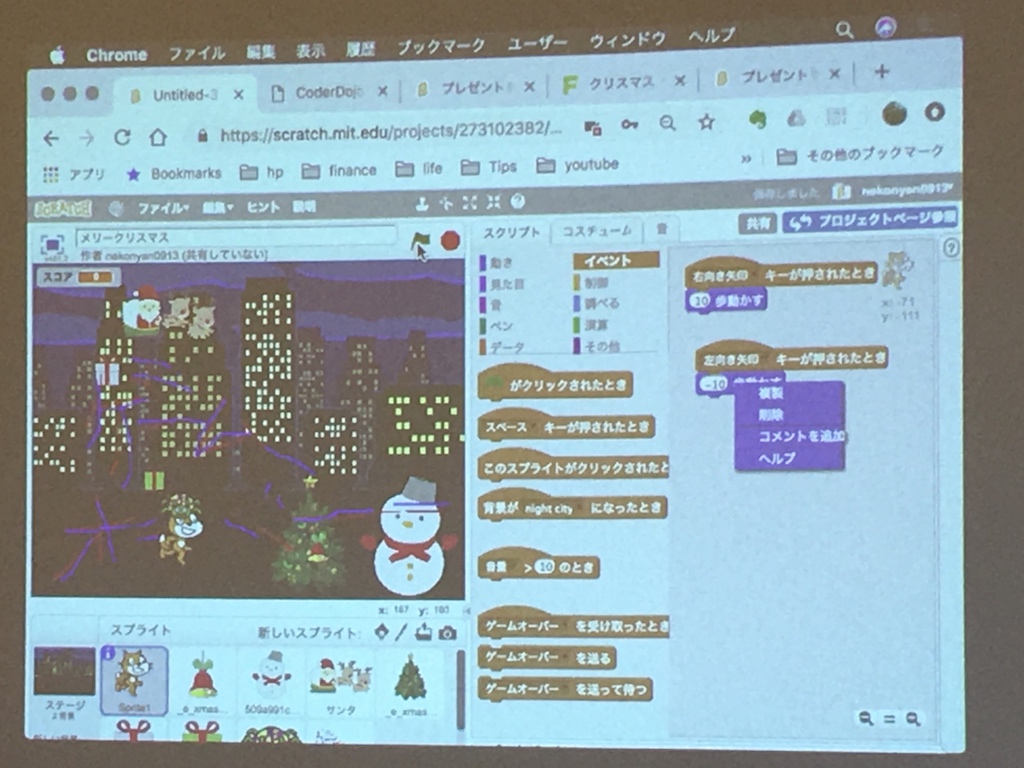 Chrome ファイル 編集 表示 履歴 ブックマーク ユーザー ウィンドウ ヘルプ
Untitled-3 CoderDojo プレゼント クリスマス プレゼント
https://scratch.mit.edu/projects/273102382/...
アプリ Bookmarks hp finance life Tips youtube » その他のブックマーク
SCRATCH ファイル 編集 ヒント 説明 保存しました nekonyan0913
メリークリスマス
作者 nekonyan0913 (共有していない)
スクリプト コスチューム 音
共有 プロジェクトページ参照
スコア 0
動き イベント
見た目 制御
音 調べる
ペン 演算
データ その他
がクリックされたとき
スペース キーが押されたとき
このスプライトがクリックされたと
背景が night city になったとき
音量 > 10 のとき
ゲームオーバー を受け取ったとき
ゲームオーバー を送る
ゲームオーバー を送って待つ
右向き矢印 キーが押されたとき
10 歩動かす
x: -71
y: -111
左向き矢印 キーが押されたとき
-10 歩動かす
複製
削除
コメントを追加
ヘルプ
x: 187 y: 183
スプライト 新しいスプライト:
ステージ
2 背景
Sprite1 _e_xmas... 509a991c... サンタ _e_xmas...